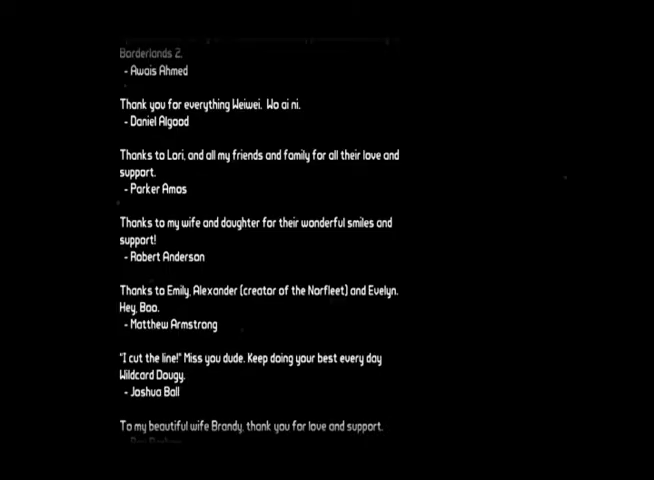 Borderlands 2.
- Awais Ahmed
Thank you for everything Weiwei. Wo ai ni.
- Daniel Algood
Thanks to Lori, and all my friends and family for all their love and
support.
- Parker Amos
Thanks to my wife and daughter for their wonderful smiles and
support!
- Robert Anderson
Thanks to Emily, Alexander (creator of the Norfleet) and Evelyn.
Hey, Boo.
- Matthew Armstrong
"I cut the line!" Miss you dude. Keep doing your best every day
Wildcard Dougy.
- Joshua Ball
To my beautiful wife Brandy, thank you for love and support.